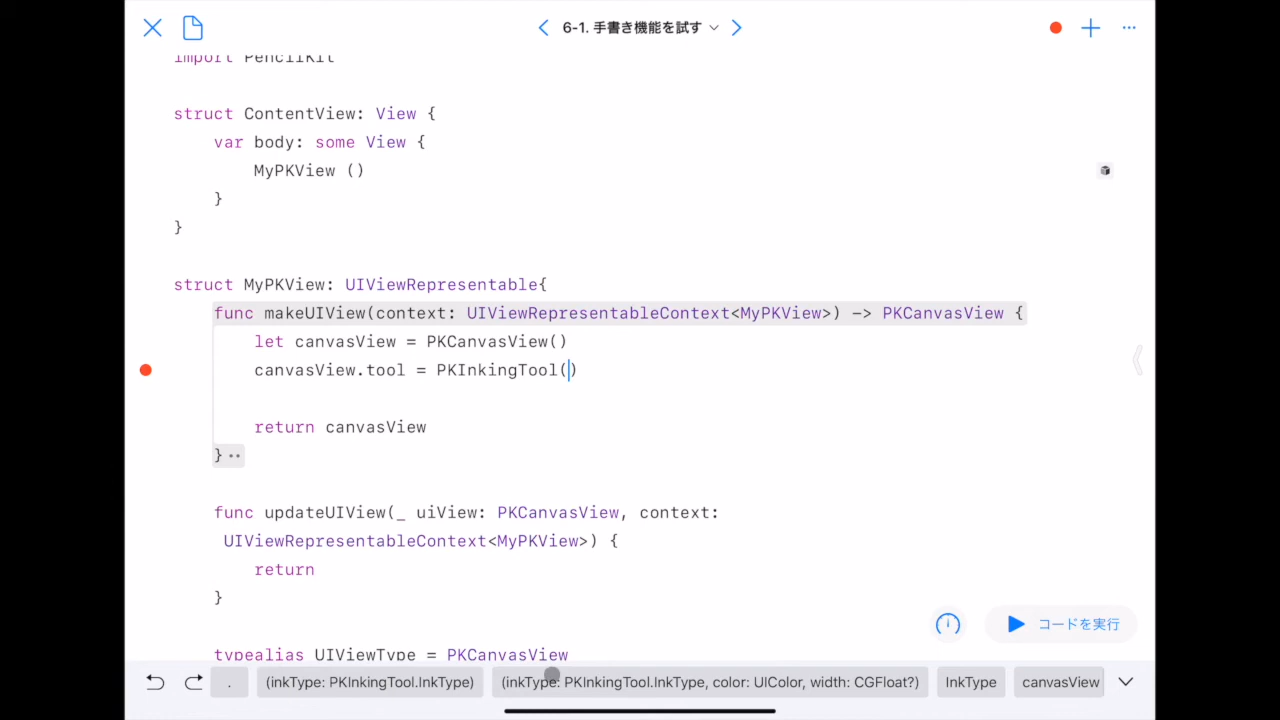 6-1. 手書き機能を試す
import PencilKit
struct ContentView: View {
var body: some View {
MyPKView ()
}
}
struct MyPKView: UIViewRepresentable{
func makeUIView(context: UIViewRepresentableContext<MyPKView>) -> PKCanvasView {
let canvasView = PKCanvasView()
canvasView.tool = PKInkingTool()
return canvasView
}
func updateUIView(_ uiView: PKCanvasView, context:
UIViewRepresentableContext<MyPKView>) {
return
}
コードを実行
typealias UIViewType = PKCanvasView
. (inkType: PKInkingTool.InkType) (inkType: PKInkingTool.InkType, color: UIColor, width: CGFloat?) InkType canvasView